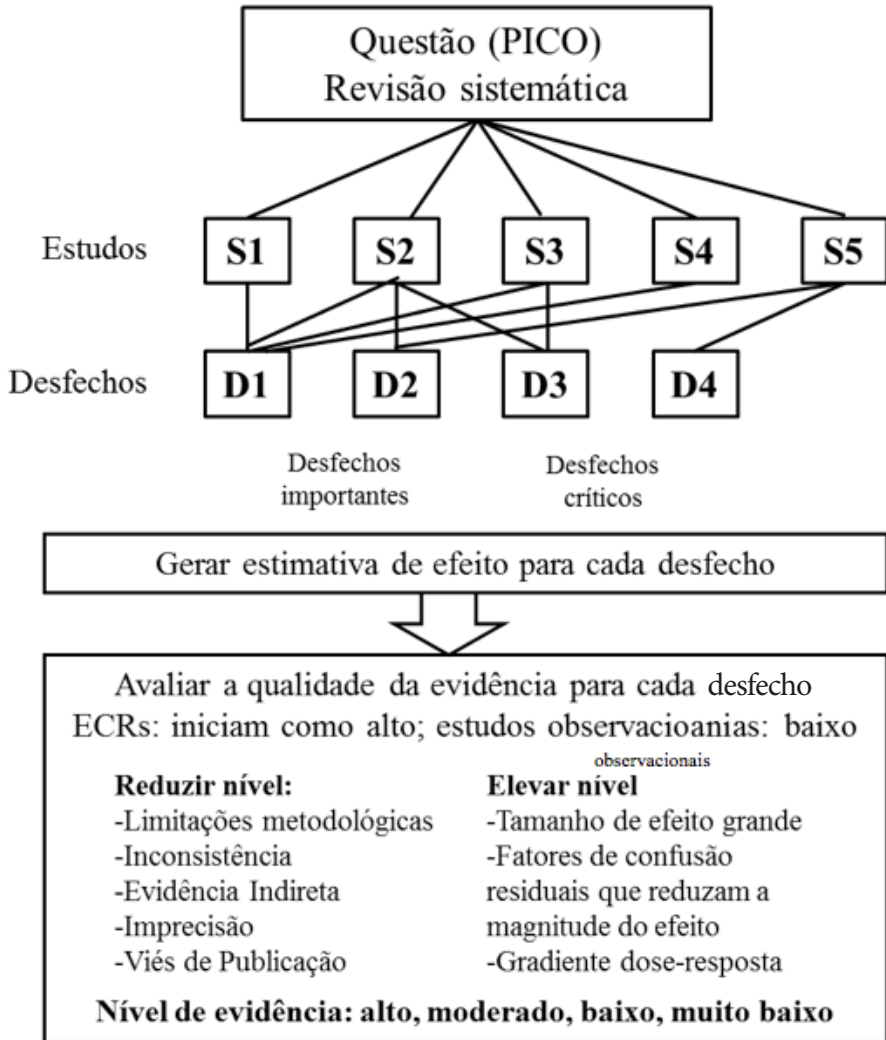 Questão (PICO)
Revisão sistemática
Estudos
S1 S2 S3 S4 S5
Desfechos
D1 D2 D3 D4
Desfechos
importantes
Desfechos
críticos
Gerar estimativa de efeito para cada desfecho
Avaliar a qualidade da evidência para cada desfecho
ECRs: iniciam como alto; estudos observacioanias: baixo
observacionais
Reduzir nível:
-Limitações metodológicas
-Inconsistência
-Evidência Indireta
-Imprecisão
-Viés de Publicação
Elevar nível
-Tamanho de efeito grande
-Fatores de confusão
residuais que reduzam a
magnitude do efeito
-Gradiente dose-resposta
Nível de evidência: alto, moderado, baixo, muito baixo